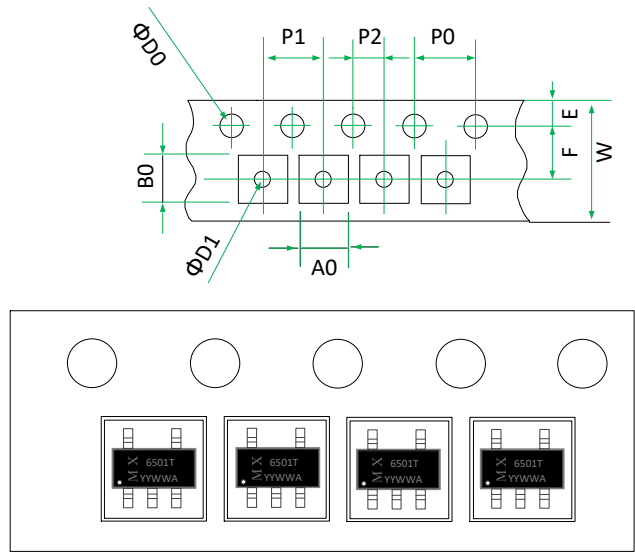 P1
P2
P0
ΦD0
E
F
W
B0
ΦD1
A0
MX
6501T
YYWWA
MX
6501T
YYWWA
MX
6501T
YYWWA
MX
6501T
YYWWA